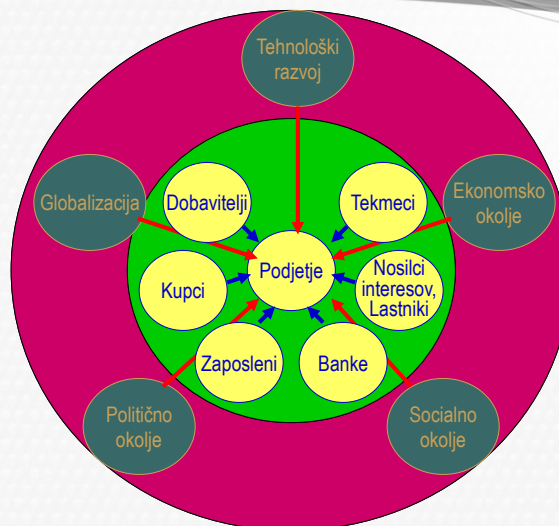 Tehnološki
razvoj
Globalizacija
Dobavitelji
Tekmeci
Ekonomsko
okolje
Podjetje
Kupci
Nosilci
interesov,
Lastniki
Zaposleni
Banke
Politično
okolje
Socialno
okolje